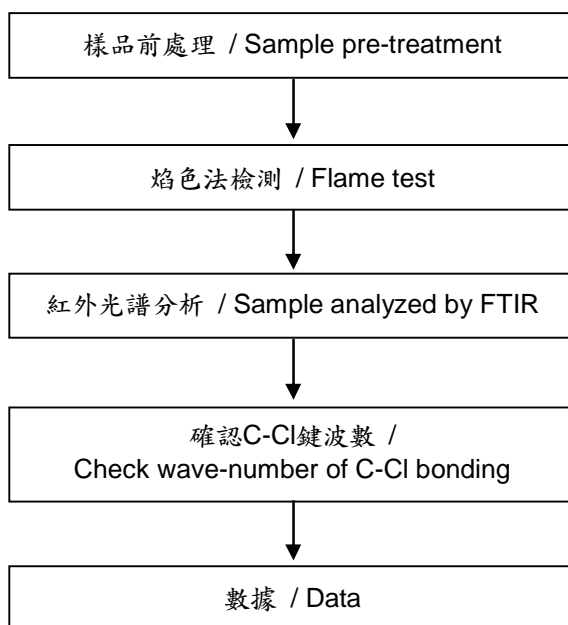 樣品前處理 / Sample pre-treatment
焰色法檢測 / Flame test
紅外光譜分析 / Sample analyzed by FTIR
確認C-Cl鍵波數 /
Check wave-number of C-Cl bonding
數據 / Data